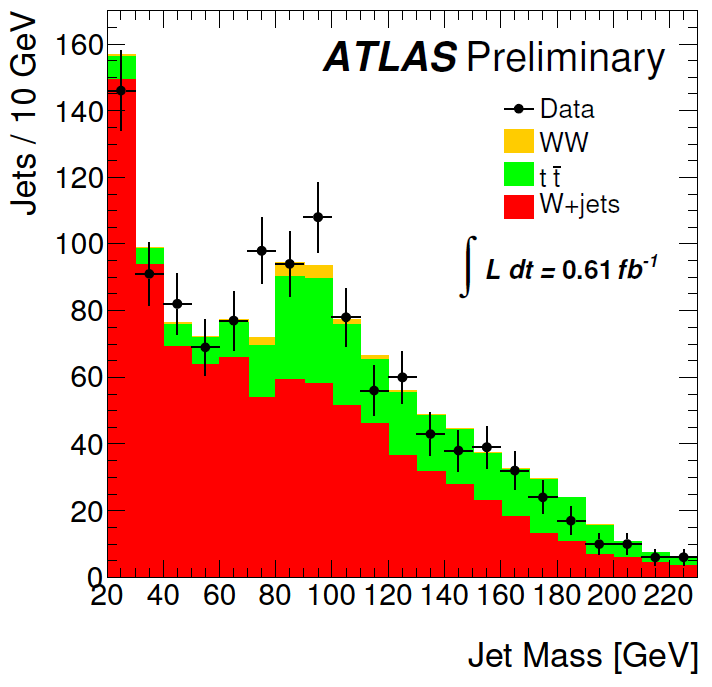 Jets / 10 GeV
160
140
120
100
80
60
40
20
0
ATLAS Preliminary
Data
WW
t t̄
W+jets
∫ L dt = 0.61 fb⁻¹
20 40 60 80 100 120 140 160 180 200 220
Jet Mass [GeV]